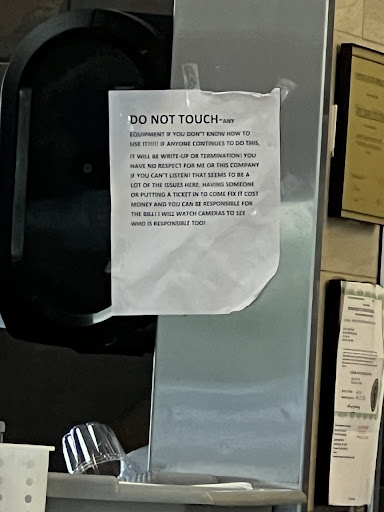 DO NOT TOUCH-ANY
EQUIPMENT IF YOU DON'T KNOW HOW TO
USE IT!!!!! IF ANYONE CONTINUES TO DO THIS,
IT WILL BE WRITE-UP OR TERMINATION! YOU
HAVE NO RESPECT FOR ME OR THIS COMPANY
IF YOU CAN'T LISTEN! THAT SEEMS TO BE A
LOT OF THE ISSUES HERE. HAVING SOMEONE
OR PUTTING A TICKET IN TO COME FIX IT COST
MONEY AND YOU CAN BE RESPONSIBLE FOR
THE BILL! I WILL WATCH CAMERAS TO SEE
WHO IS RESPONSIBLE TOO!